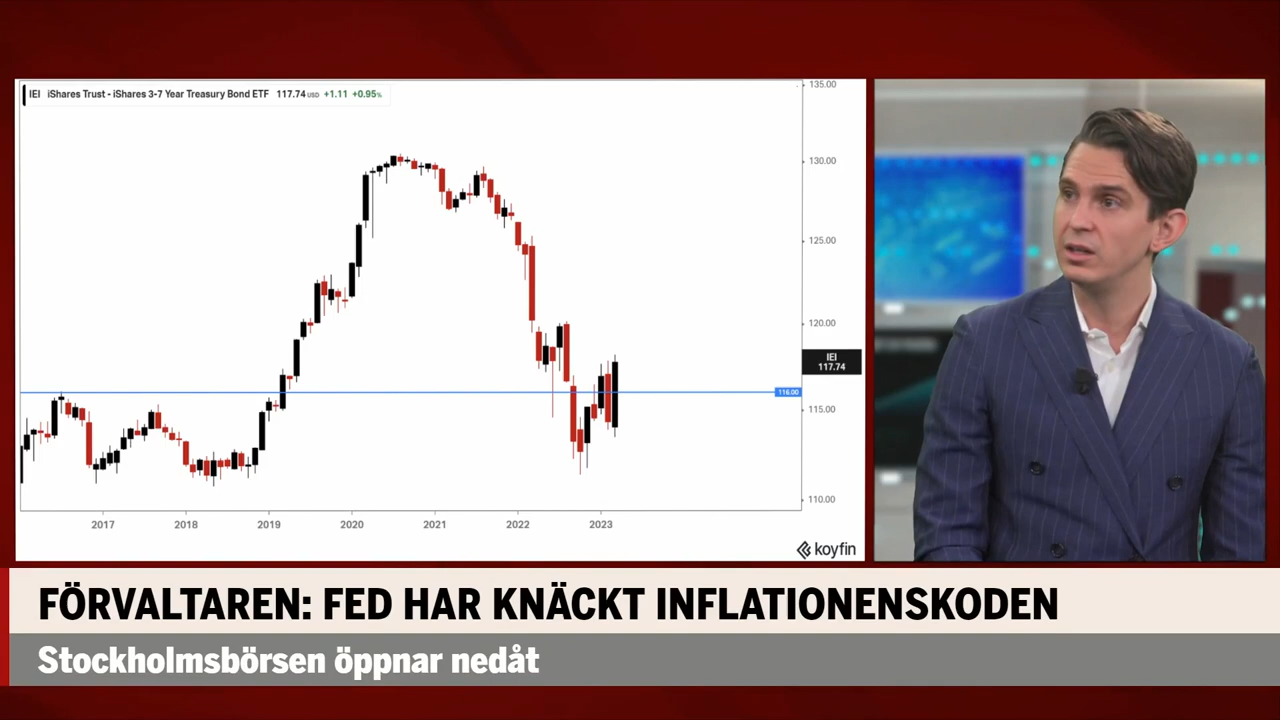 IEI iShares Trust - iShares 3-7 Year Treasury Bond ETF 117.74 USD +1.11 +0.95%
135.00
130.00
125.00
120.00
IEI
117.74
116.00
115.00
110.00
2017 2018 2019 2020 2021 2022 2023
koyfin
FÖRVALTAREN: FED HAR KNÄCKT INFLATIONENSKODEN
Stockholmsbörsen öppnar nedåt